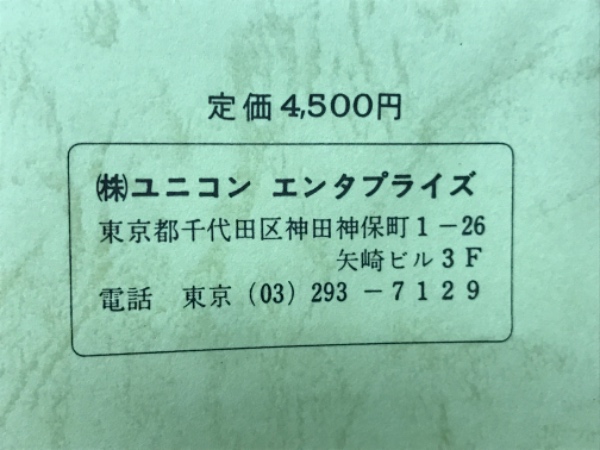 定価4,500円
㈱ユニコン エンタプライズ
東京都千代田区神田神保町1-26
矢崎ビル3F
電話 東京(03)293-7129